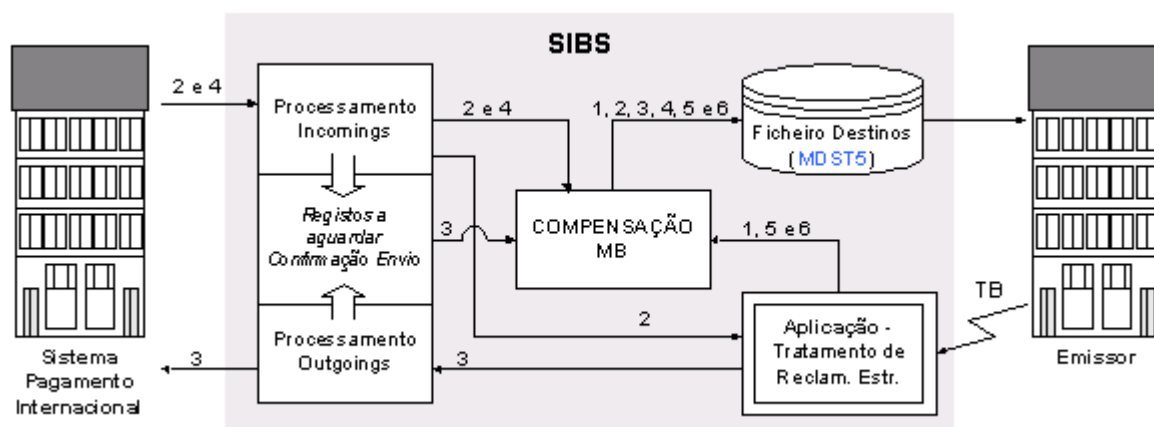 SIBS
2 e 4
Processamento
Incomings
2 e 4
1, 2, 3, 4, 5 e 6
Ficheiro Destinos
(MDST5)
Registos a
aguardar
Confirmação Envio
3
COMPENSAÇÃO
MB
1, 5 e 6
TB
2
Processamento
Outgoings
3
3
Aplicação -
Tratamento de
Reclam. Estr.
Sistema
Pagamento
Internacional
Emissor